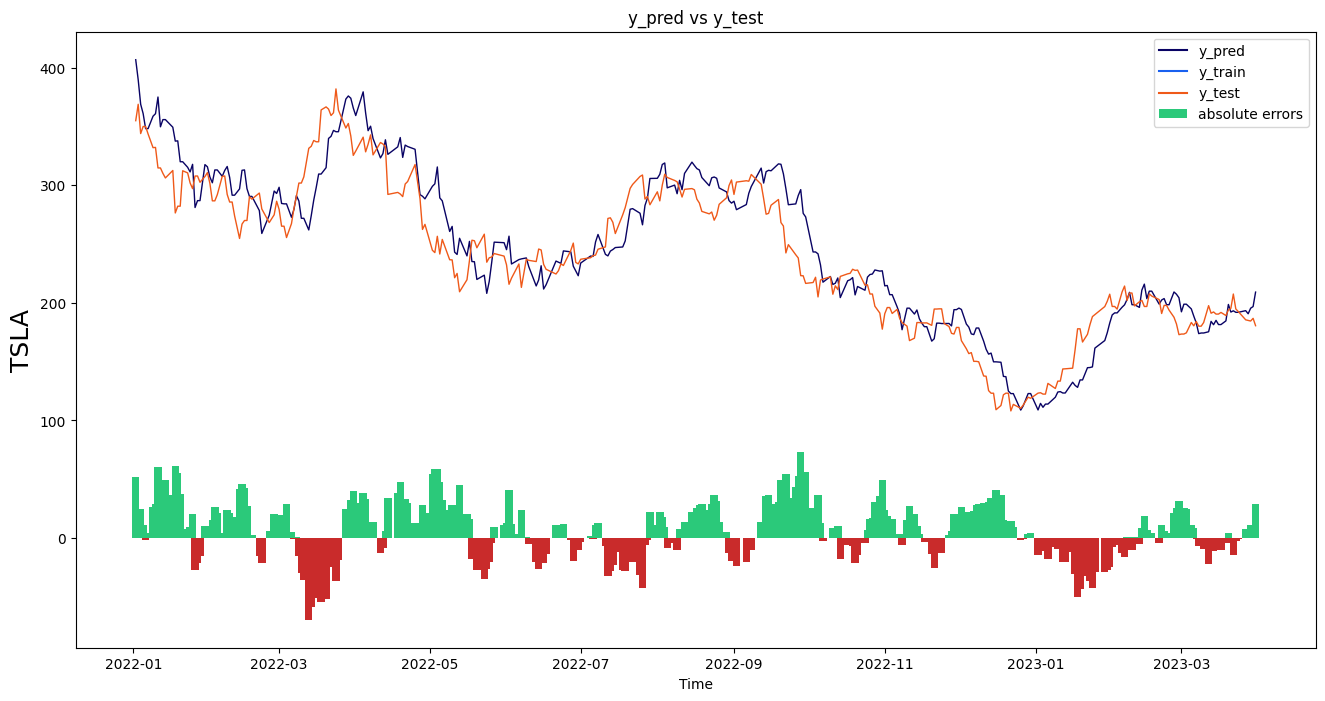 y_pred vs y_test
y_pred
y_train
y_test
absolute errors
400
300
200
100
0
TSLA
2022-01
2022-03
2022-05
2022-07
2022-09
2022-11
2023-01
2023-03
Time